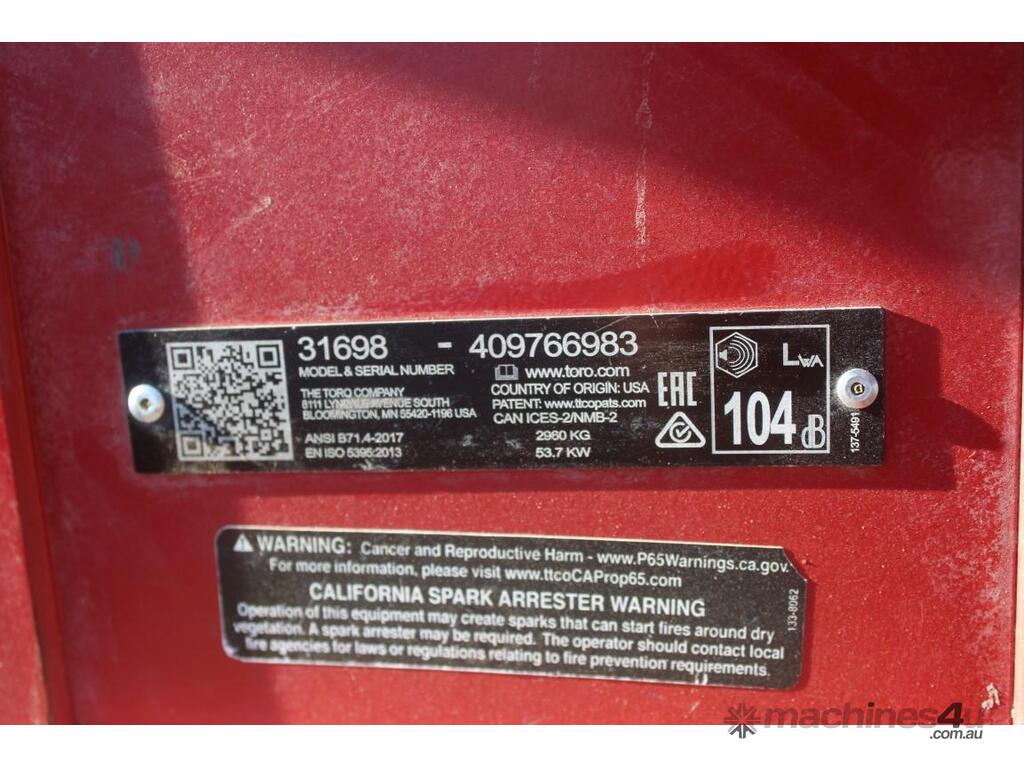 31698 - 409766983
MODEL & SERIAL NUMBER
THE TORO COMPANY
8111 LYNDALE AVENUE SOUTH
BLOOMINGTON, MN 55420-1196 USA
ANSI B71.4-2017
EN ISO 5395:2013
www.toro.com
COUNTRY OF ORIGIN: USA
PATENT: www.ttcopats.com
CAN ICES-2/NMB-2
2960 KG
53.7 KW
EAC
LWA
104 dB
137-5491
WARNING: Cancer and Reproductive Harm - www.P65Warnings.ca.gov.
For more information, please visit www.ttcoCAProp65.com
CALIFORNIA SPARK ARRESTER WARNING
Operation of this equipment may create sparks that can start fires around dry
vegetation. A spark arrester may be required. The operator should contact local
fire agencies for laws or regulations relating to fire prevention requirements.
133-8062
machines4u
.com.au